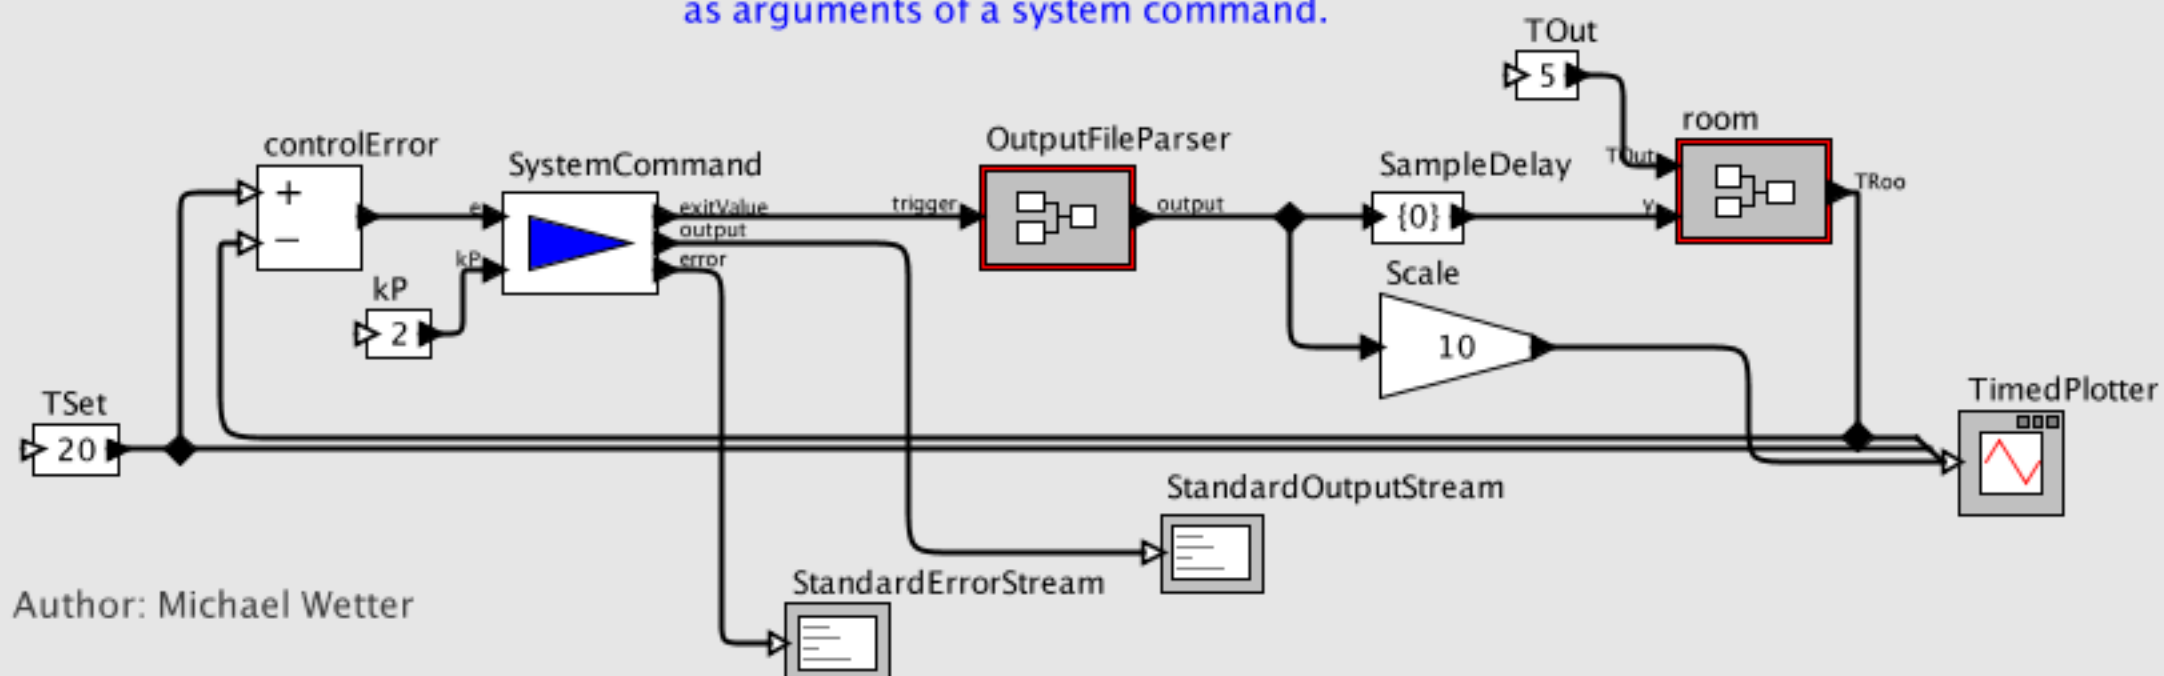 as arguments of a system command.
TOut
5
room
TOut
TRoo
y
controlError
+
−
SystemCommand
e
kP
exitValue
output
error
OutputFileParser
trigger
output
SampleDelay
{0}
Scale
10
kP
2
TSet
20
TimedPlotter
StandardOutputStream
StandardErrorStream
Author: Michael Wetter